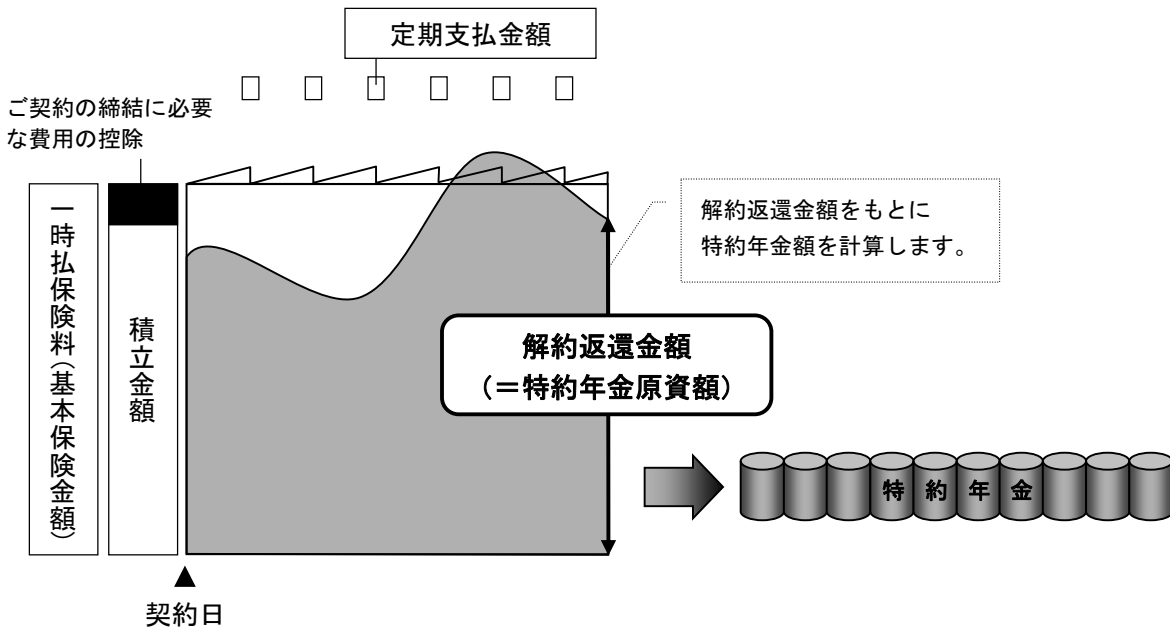 定期支払金額
ご契約の締結に必要
な費用の控除
一時払保険料（基本保険金額）
積立金額
解約返還金額をもとに
特約年金額を計算します。
解約返還金額
（＝特約年金原資額）
特約年金
▲
契約日